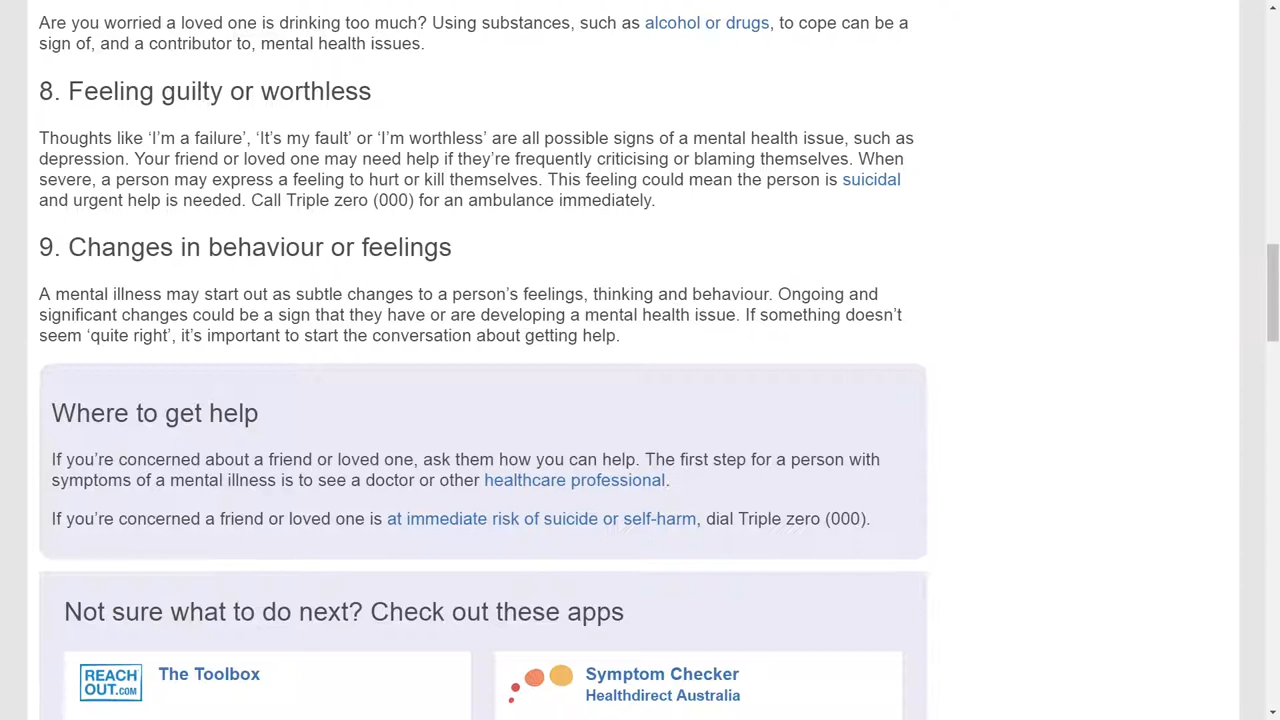 Are you worried a loved one is drinking too much? Using substances, such as alcohol or drugs, to cope can be a
sign of, and a contributor to, mental health issues.
8. Feeling guilty or worthless
Thoughts like ‘I’m a failure’, ‘It’s my fault’ or ‘I’m worthless’ are all possible signs of a mental health issue, such as
depression. Your friend or loved one may need help if they’re frequently criticising or blaming themselves. When
severe, a person may express a feeling to hurt or kill themselves. This feeling could mean the person is suicidal
and urgent help is needed. Call Triple zero (000) for an ambulance immediately.
9. Changes in behaviour or feelings
A mental illness may start out as subtle changes to a person’s feelings, thinking and behaviour. Ongoing and
significant changes could be a sign that they have or are developing a mental health issue. If something doesn’t
seem ‘quite right’, it’s important to start the conversation about getting help.
Where to get help
If you’re concerned about a friend or loved one, ask them how you can help. The first step for a person with
symptoms of a mental illness is to see a doctor or other healthcare professional.
If you’re concerned a friend or loved one is at immediate risk of suicide or self-harm, dial Triple zero (000).
Not sure what to do next? Check out these apps
REACH
OUT.COM
The Toolbox
Symptom Checker
Healthdirect Australia